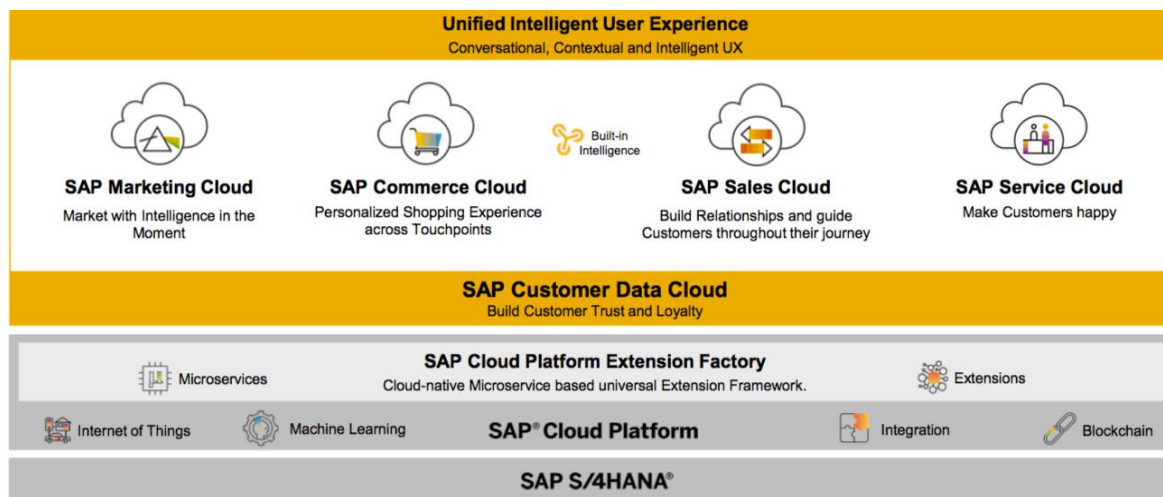 Unified Intelligent User Experience
Conversational, Contextual and Intelligent UX
Built-in
Intelligence
SAP Marketing Cloud
Market with Intelligence in the
Moment
SAP Commerce Cloud
Personalized Shopping Experience
across Touchpoints
SAP Sales Cloud
Build Relationships and guide
Customers throughout their journey
SAP Service Cloud
Make Customers happy
SAP Customer Data Cloud
Build Customer Trust and Loyalty
SAP Cloud Platform Extension Factory
Microservices
Cloud-native Microservice based universal Extension Framework.
Extensions
Internet of Things
Machine Learning
SAP® Cloud Platform
Integration
Blockchain
SAP S/4HANA®